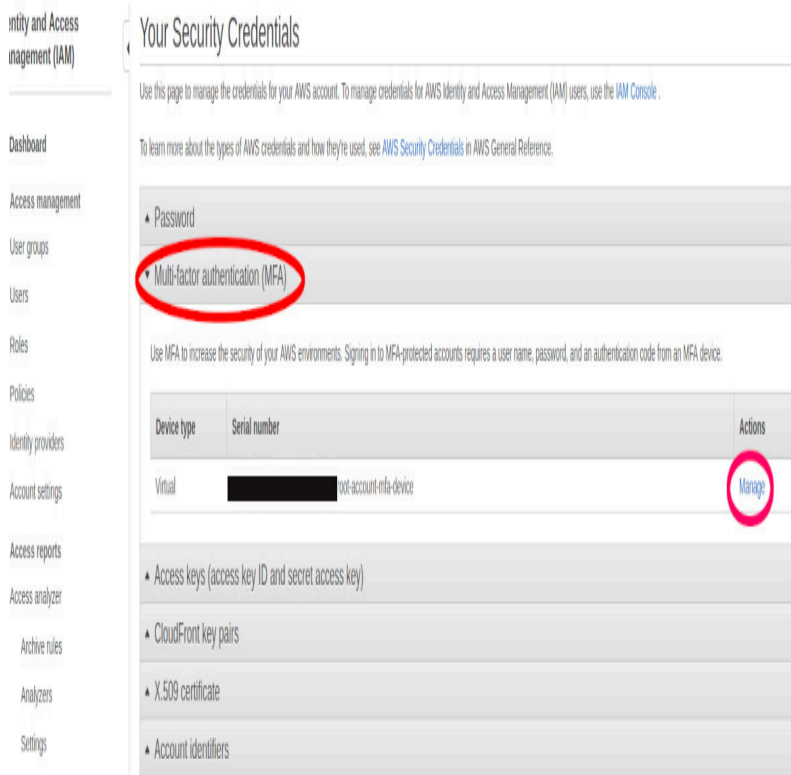 entity and Access
anagement (IAM)
Dashboard
Access management
User groups
Users
Roles
Policies
Identity providers
Account settings
Access reports
Access analyzer
Archive rules
Analyzers
Settings
Your Security Credentials
Use this page to manage the credentials for your AWS account. To manage credentials for AWS Identity and Access Management (IAM) users, use the IAM Console .
To learn more about the types of AWS credentials and how they're used, see AWS Security Credentials in AWS General Reference.
Password
Multi-factor authentication (MFA)
Use MFA to increase the security of your AWS environments. Signing in to MFA-protected accounts requires a user name, password, and an authentication code from an MFA device.
Device type Serial number Actions
Virtual root-account-mfa-device Manage
Access keys (access key ID and secret access key)
CloudFront key pairs
X.509 certificate
Account identifiers